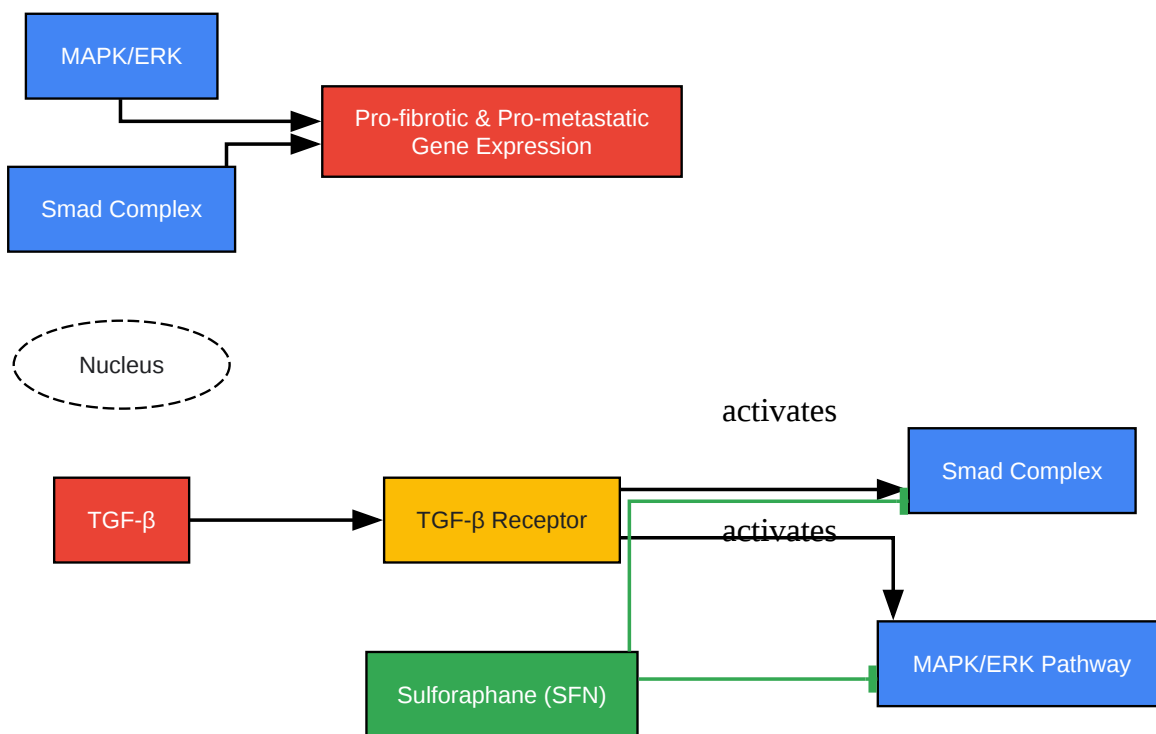 MAPK/ERK
Pro-fibrotic & Pro-metastatic
Gene Expression
Smad Complex
Nucleus
activates
Smad Complex
TGF-β
TGF-β Receptor
activates
MAPK/ERK Pathway
Sulforaphane (SFN)